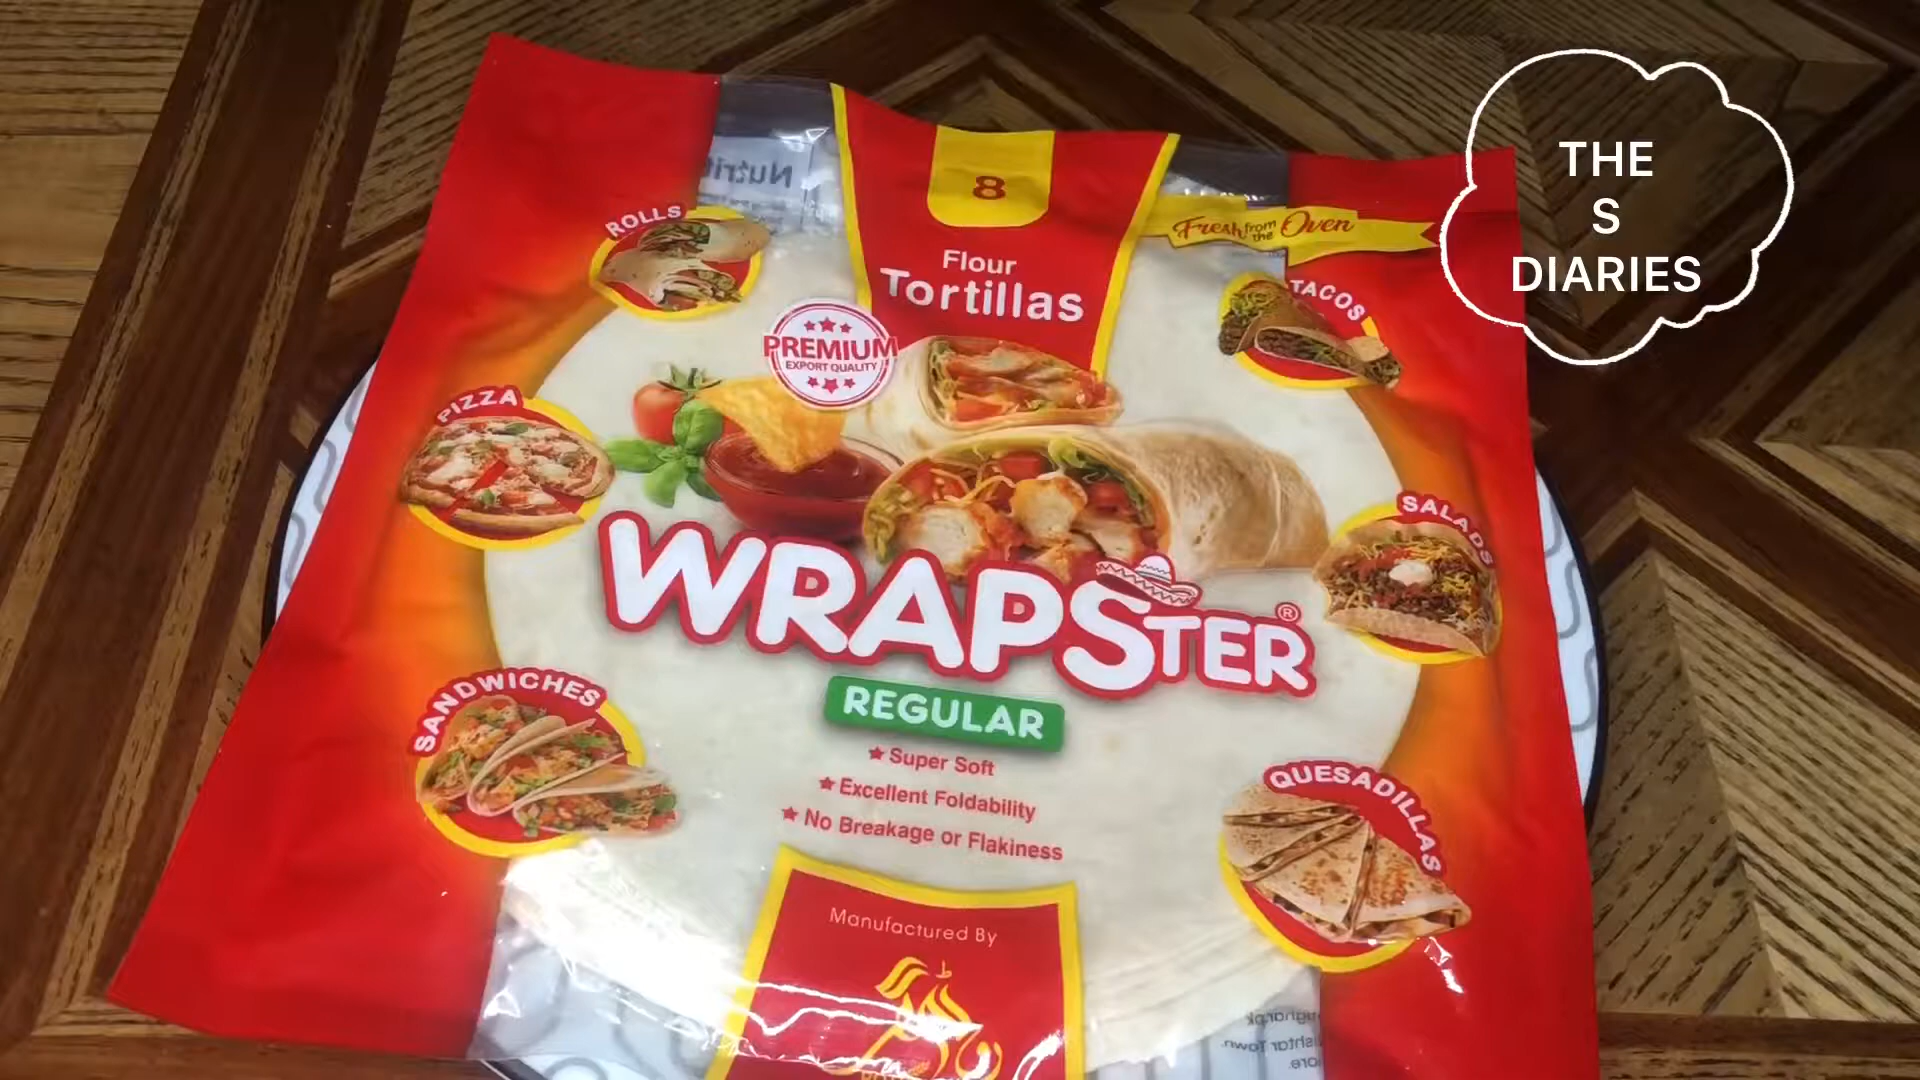 THE
S
DIARIES
8
Flour
Tortillas
Fresh from the Oven
ROLLS
TACOS
PREMIUM
EXPORT QUALITY
PIZZA
SALADS
WRAPSTER®
REGULAR
SANDWICHES
QUESADILLAS
★ Super Soft
★ Excellent Foldability
★ No Breakage or Flakiness
Manufactured By